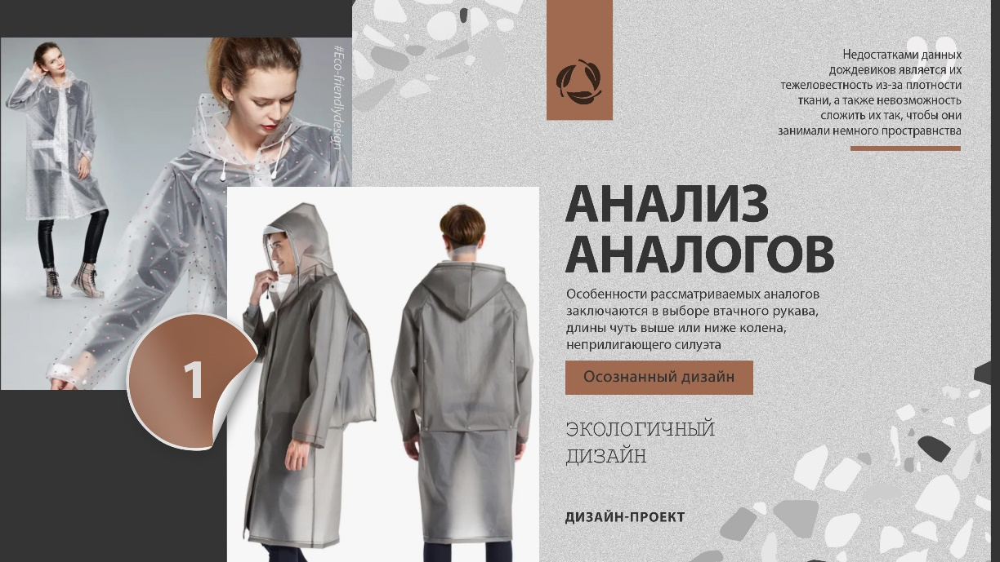 #Eco-friendlydesign
Недостатками данных
дождевиков является их
тежеловестность из-за плотности
ткани, а также невозможность
сложить их так, чтобы они
занимали немного простравнства
АНАЛИЗ
АНАЛОГОВ
Особенности рассматриваемых аналогов
заключаются в выборе втачного рукава,
длины чуть выше или ниже колена,
неприлигающего силуэта
1
Осознанный дизайн
ЭКОЛОГИЧНЫЙ
ДИЗАЙН
ДИЗАЙН-ПРОЕКТ